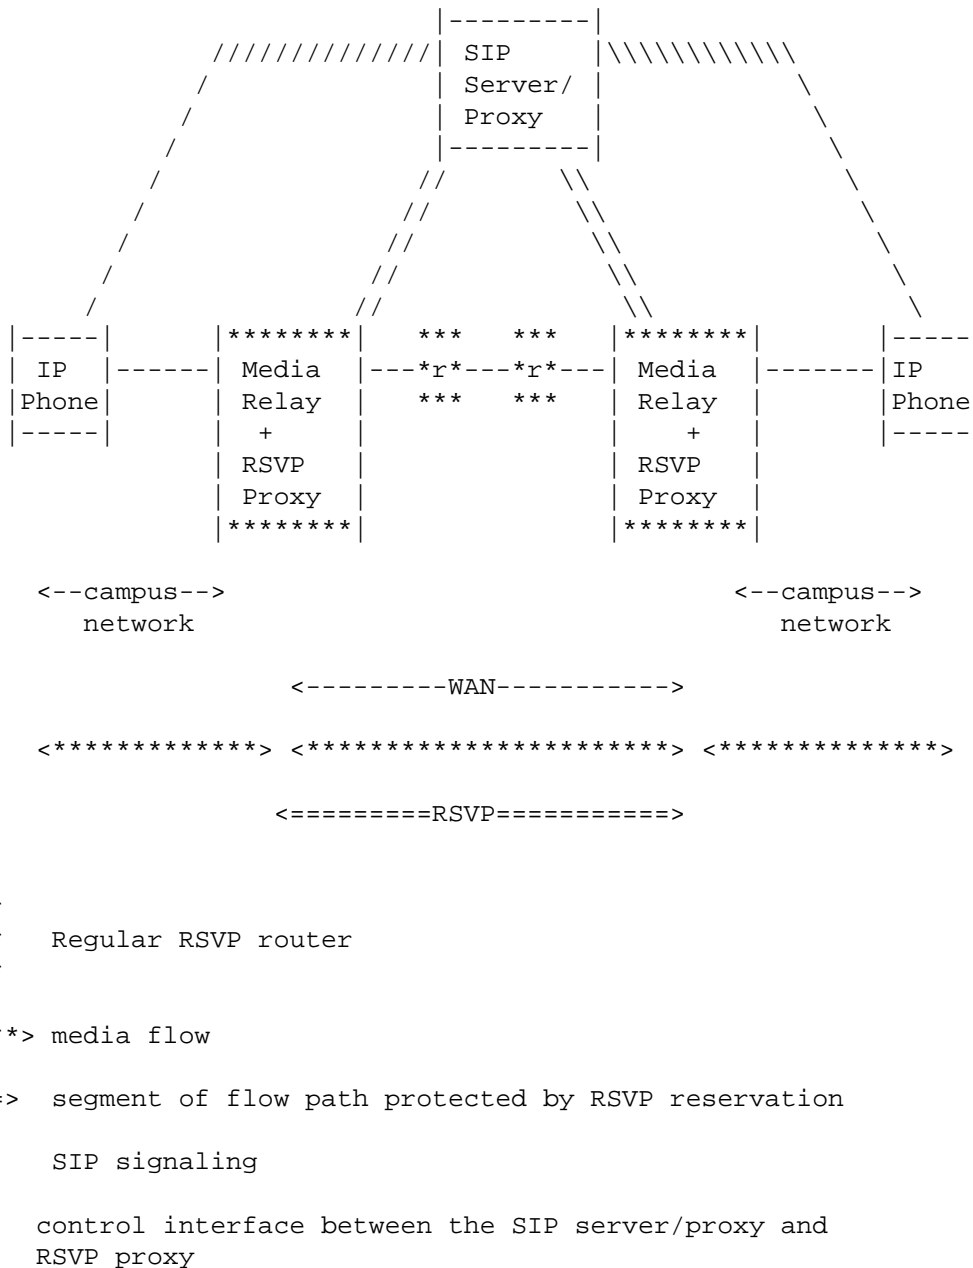 |---------|
             //////////////| SIP     |\\\\\\\\\\\\
            /              | Server/ |            \
           /               | Proxy   |             \
          /                |---------|              \
         /                //       \\                \
        /                //         \\                \
       /                //           \\                \
      /                //             \\                \
     /                //               \\                \
|-----|      |********|   ***   ***   |********|       |-----
| IP  |------| Media  |---*r*---*r*---| Media  |-------|IP
|Phone|      | Relay  |   ***   ***   | Relay  |       |Phone
|-----|      |  +     |               |    +   |       |-----
             | RSVP   |               | RSVP   |
             | Proxy  |               | Proxy  |
             |********|               |********|
<--campus--> <--campus-->
network network
<---------WAN----------->
<*************> <***********************> <**************>
<=========RSVP===========>
Regular RSVP router
*> media flow
> segment of flow path protected by RSVP reservation
SIP signaling
control interface between the SIP server/proxy and
RSVP proxy